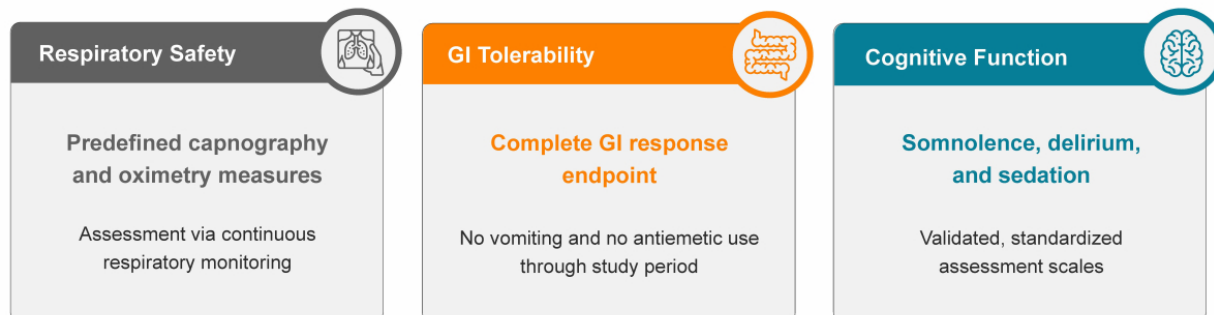 Respiratory Safety
Predefined capnography
and oximetry measures
Assessment via continuous
respiratory monitoring
GI Tolerability
Complete GI response
endpoint
No vomiting and no antiemetic use
through study period
Cognitive Function
Somnolence, delirium,
and sedation
Validated, standardized
assessment scales